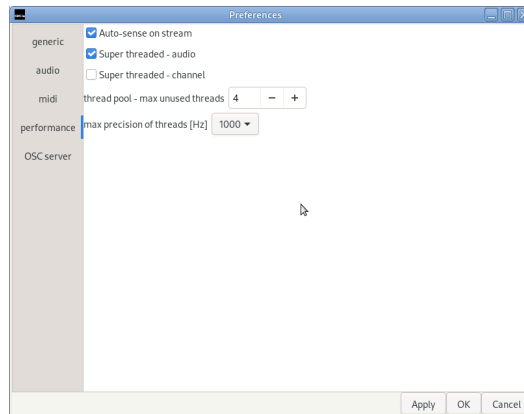 Preferences
generic
audio
midi
performance
OSC server
Auto-sense on stream
Super threaded - audio
Super threaded - channel
thread pool - max unused threads 4 − +
max precision of threads [Hz] 1000
Apply OK Cancel